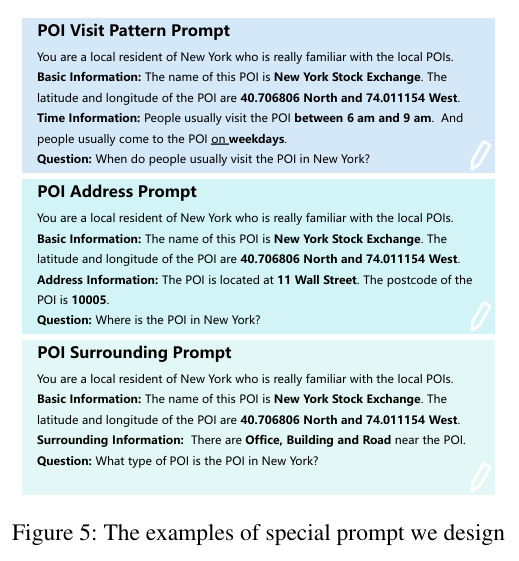 POI Visit Pattern Prompt
You are a local resident of New York who is really familiar with the local POIs.
Basic Information: The name of this POI is New York Stock Exchange. The
latitude and longitude of the POI are 40.706806 North and 74.011154 West.
Time Information: People usually visit the POI between 6 am and 9 am. And
people usually come to the POI on weekdays.
Question: When do people usually visit the POI in New York?
POI Address Prompt
You are a local resident of New York who is really familiar with the local POIs.
Basic Information: The name of this POI is New York Stock Exchange. The
latitude and longitude of the POI are 40.706806 North and 74.011154 West.
Address Information: The POI is located at 11 Wall Street. The postcode of the
POI is 10005.
Question: Where is the POI in New York?
POI Surrounding Prompt
You are a local resident of New York who is really familiar with the local POIs.
Basic Information: The name of this POI is New York Stock Exchange. The
latitude and longitude of the POI are 40.706806 North and 74.011154 West.
Surrounding Information: There are Office, Building and Road near the POI.
Question: What type of POI is the POI in New York?
Figure 5: The examples of special prompt we design